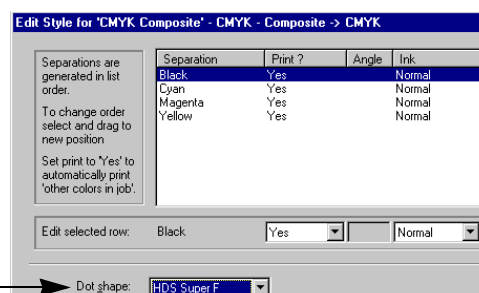 Edit Style for 'CMYK Composite' - CMYK - Composite -> CMYK
Separations are
generated in list
order.
To change order
select and drag to
new position
Set print to 'Yes' to
automatically print
'other colors in job'.
Separation Print ? Angle Ink
Black Yes Normal
Cyan Yes Normal
Magenta Yes Normal
Yellow Yes Normal
Edit selected row: Black Yes Normal
Dot shape: HDS Super F